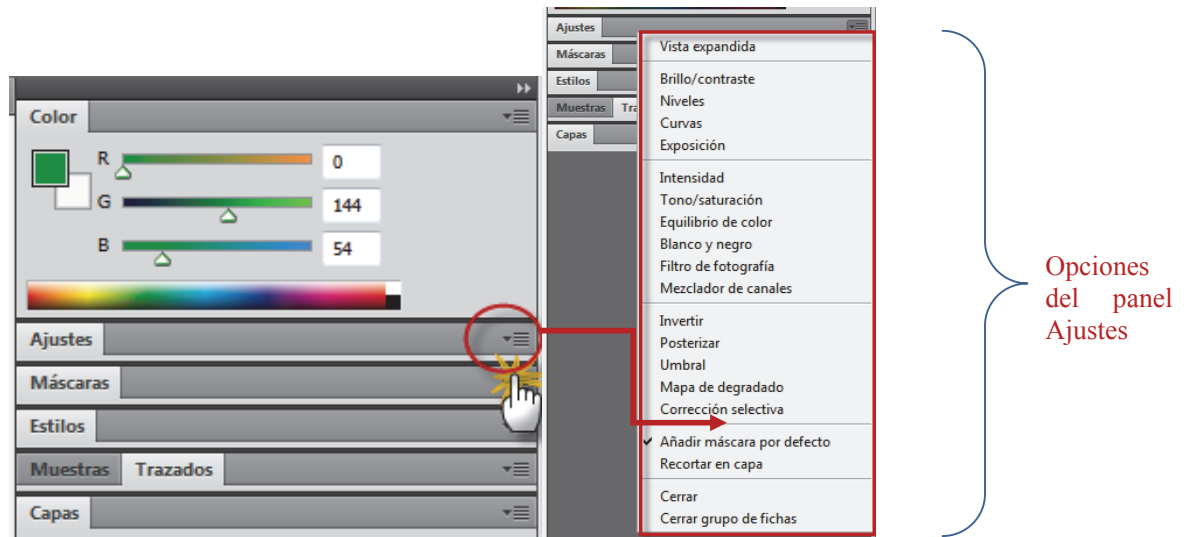 Color
R 0
G 144
B 54
Ajustes
Máscaras
Estilos
Muestras Trazados
Capas
Ajustes
Máscaras
Estilos
Muestras
Capas
Vista expandida
Brillo/contraste
Niveles
Curvas
Exposición
Intensidad
Tono/saturación
Equilibrio de color
Blanco y negro
Filtro de fotografía
Mezclador de canales
Invertir
Posterizar
Umbral
Mapa de degradado
Corrección selectiva
Añadir máscara por defecto
Recortar en capa
Cerrar
Cerrar grupo de fichas
Opciones
del panel
Ajustes